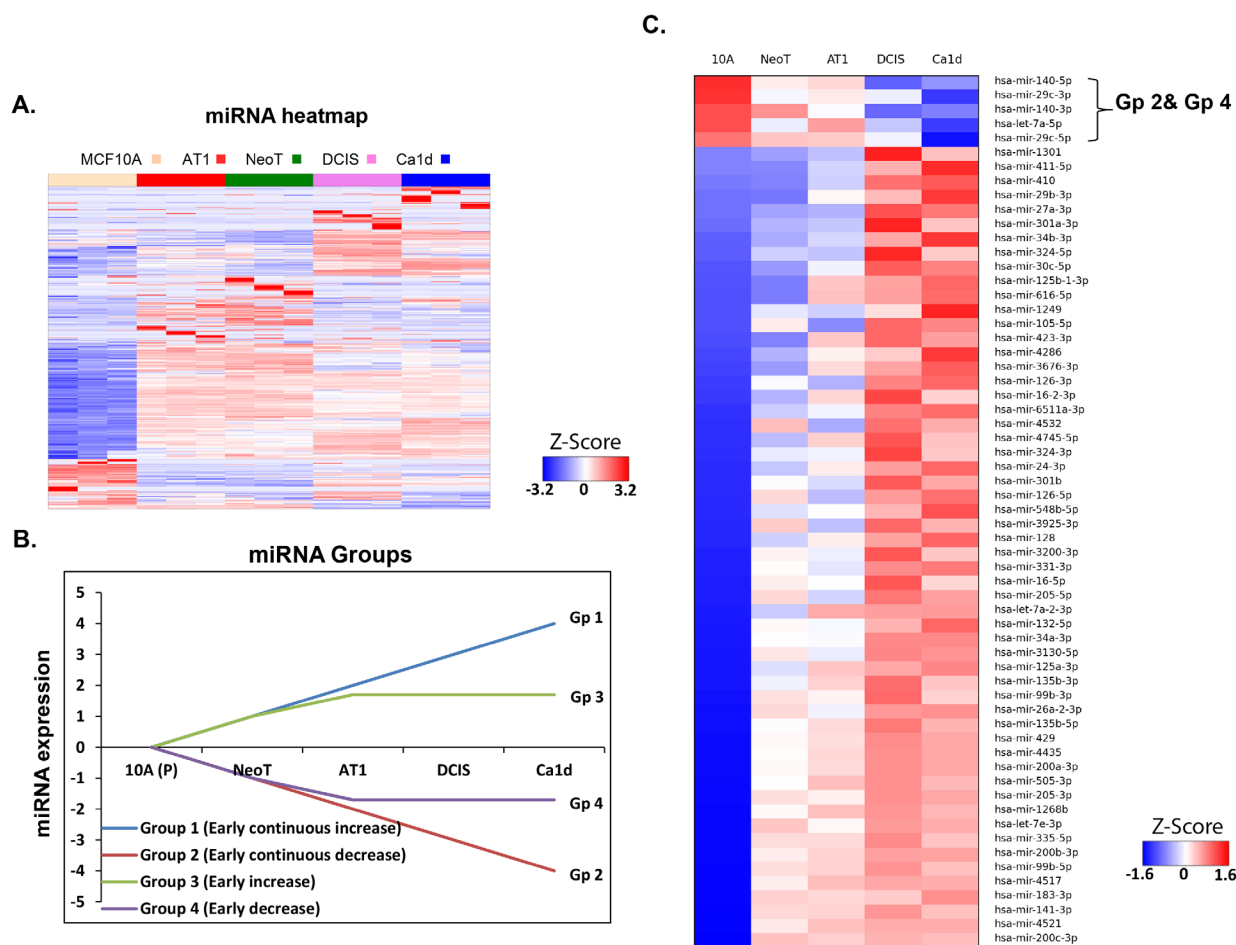 A.
miRNA heatmap
MCF10A AT1 NeoT DCIS Ca1d
Z-Score
-3.2 0 3.2
B.
miRNA Groups
miRNA expression
5
4
3
2
1
0
-1
-2
-3
-4
-5
10A (P) NeoT AT1 DCIS Ca1d
Gp 1
Gp 3
Gp 4
Gp 2
Group 1 (Early continuous increase)
Group 2 (Early continuous decrease)
Group 3 (Early increase)
Group 4 (Early decrease)
C.
10A NeoT AT1 DCIS Ca1d
hsa-mir-140-5p
hsa-mir-29c-3p
hsa-mir-140-3p
hsa-let-7a-5p
hsa-mir-29c-5p
Gp 2& Gp 4
hsa-mir-1301
hsa-mir-411-5p
hsa-mir-410
hsa-mir-29b-3p
hsa-mir-27a-3p
hsa-mir-301a-3p
hsa-mir-34b-3p
hsa-mir-324-5p
hsa-mir-30c-5p
hsa-mir-125b-1-3p
hsa-mir-616-5p
hsa-mir-1249
hsa-mir-105-5p
hsa-mir-423-3p
hsa-mir-4286
hsa-mir-3676-3p
hsa-mir-126-3p
hsa-mir-16-2-3p
hsa-mir-6511a-3p
hsa-mir-4532
hsa-mir-4745-5p
hsa-mir-324-3p
hsa-mir-24-3p
hsa-mir-301b
hsa-mir-126-5p
hsa-mir-548b-5p
hsa-mir-3925-3p
hsa-mir-128
hsa-mir-3200-3p
hsa-mir-331-3p
hsa-mir-16-5p
hsa-mir-205-5p
hsa-let-7a-2-3p
hsa-mir-132-5p
hsa-mir-34a-3p
hsa-mir-3130-5p
hsa-mir-125a-3p
hsa-mir-135b-3p
hsa-mir-99b-3p
hsa-mir-26a-2-3p
hsa-mir-135b-5p
hsa-mir-429
hsa-mir-4435
hsa-mir-200a-3p
hsa-mir-505-3p
hsa-mir-205-3p
hsa-mir-1268b
hsa-let-7e-3p
hsa-mir-335-5p
hsa-mir-200b-3p
hsa-mir-99b-5p
hsa-mir-4517
hsa-mir-183-3p
hsa-mir-141-3p
hsa-mir-4521
hsa-mir-200c-3p
Z-Score
-1.6 0 1.6